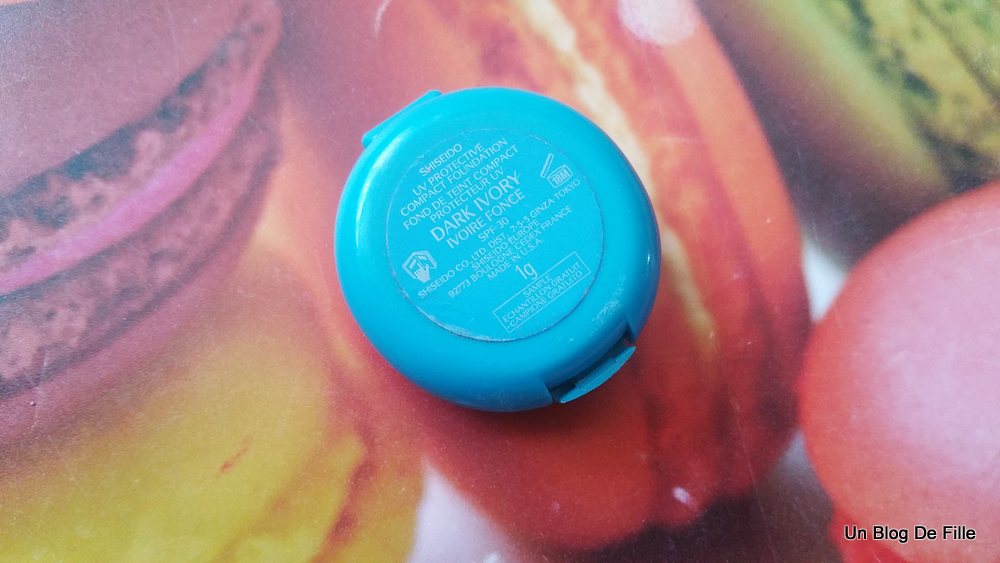 SHISEIDO
UV PROTECTIVE
COMPACT FOUNDATION
FOND DE TEINT COMPACT
PROTECTEUR UV
DARK IVORY
IVOIRE FONCE
SPF 30
18M
SHISEIDO CO.,LTD. DIST. 7-5-5 GINZA TOKYO
SHISEIDO EUROPE
92773 BOULOGNE CEDEX FRANCE
MADE IN U.S.A
1g
SAMPLE
ECHANTILLON GRATUIT
CAMPIONE GRATUITO
Un Blog De Fille